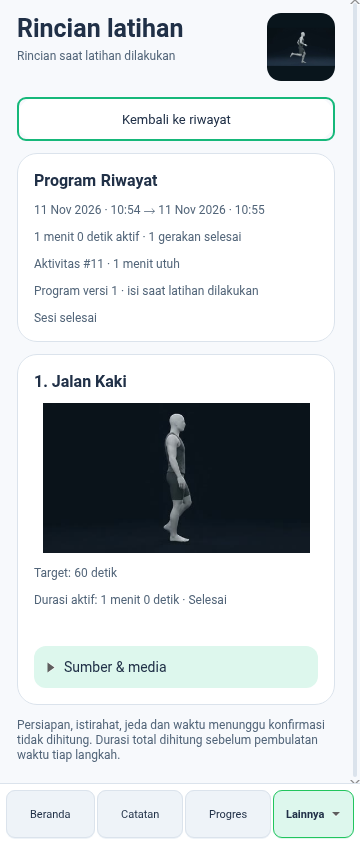 Rincian latihan
Rincian saat latihan dilakukan
Kembali ke riwayat
Program Riwayat
11 Nov 2026 · 10:54 → 11 Nov 2026 · 10:55
1 menit 0 detik aktif · 1 gerakan selesai
Aktivitas #11 · 1 menit utuh
Program versi 1 · isi saat latihan dilakukan
Sesi selesai
1. Jalan Kaki
Target: 60 detik
Durasi aktif: 1 menit 0 detik · Selesai
Sumber & media
Persiapan, istirahat, jeda dan waktu menunggu konfirmasi
tidak dihitung. Durasi total dihitung sebelum pembulatan
waktu tiap langkah.
Beranda
Catatan
Progres
Lainnya